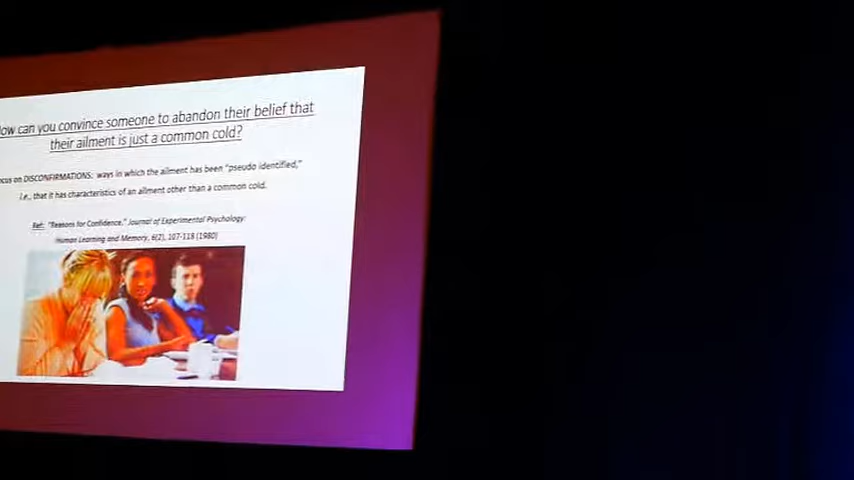 ow can you convince someone to abandon their belief that
their ailment is just a common cold?
cus on DISCONFIRMATIONS: ways in which the ailment has been "pseudo identified,"
i.e., that it has characteristics of an ailment other than a common cold.
Ref: "Reasons for Confidence," Journal of Experimental Psychology:
Human Learning and Memory, 6(2), 107-118 (1980)